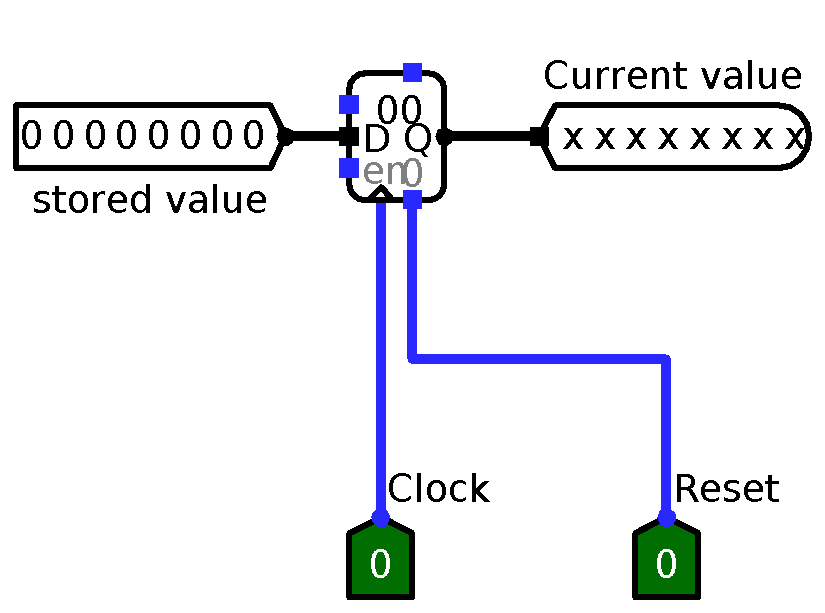 Current value
00
0 0 0 0 0 0 0 0
D Q
x x x x x x x x
en 0
stored value
Clock
Reset
0
0